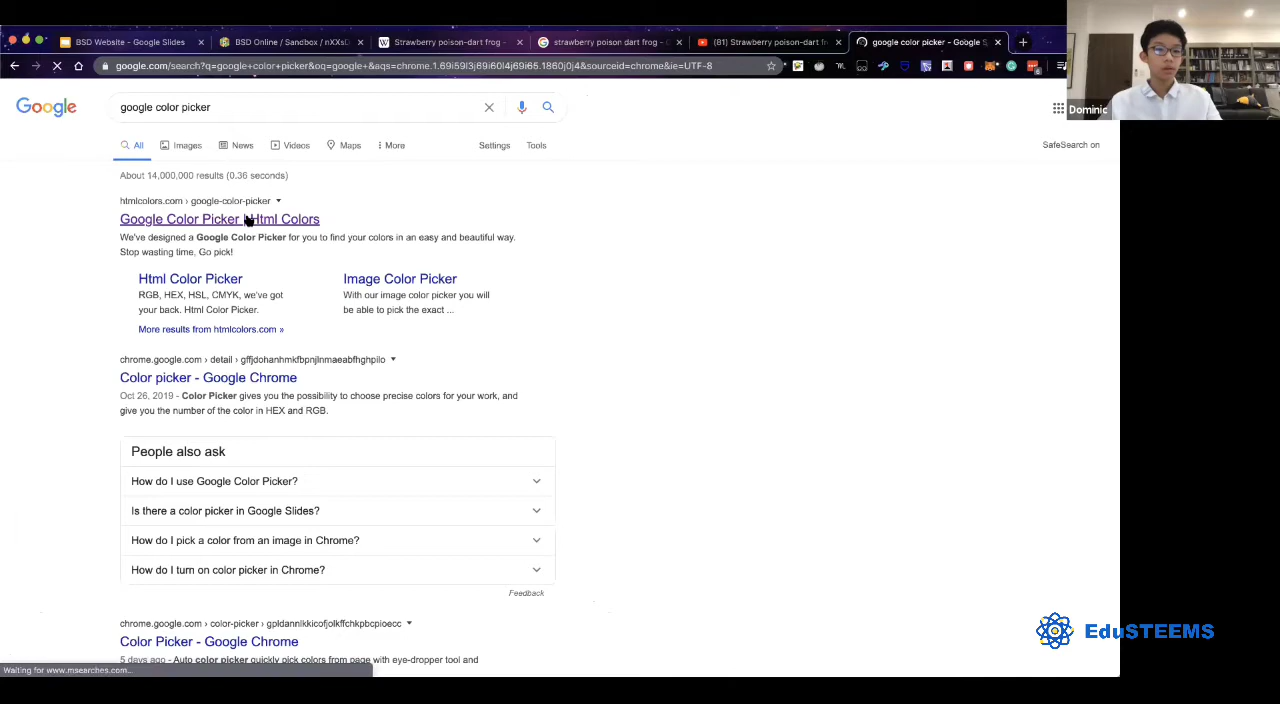 BSD Website - Google Slides
BSD Online / Sandbox / nXXsD
Strawberry poison-dart frog -
strawberry poison dart frog - G
(81) Strawberry poison-dart fr
google color picker - Google S
google.com/search?q=google+color+picker&oq=google+&aqs=chrome.1.69i59j3j69i60l4j69i65.1860j0j4&sourceid=chrome&ie=UTF-8
Dominic
Google
google color picker
All
Images
News
Videos
Maps
More
Settings
Tools
SafeSearch on
About 14,000,000 results (0.36 seconds)
htmlcolors.com › google-color-picker
Google Color Picker | Html Colors
We've designed a Google Color Picker for you to find your colors in an easy and beautiful way.
Stop wasting time, Go pick!
Html Color Picker
RGB, HEX, HSL, CMYK, we've got
your back. Html Color Picker.
Image Color Picker
With our image color picker you will
be able to pick the exact ...
More results from htmlcolors.com »
chrome.google.com › detail › gffjdohanhmkfbpnjlnmaeabfhghpilo
Color picker - Google Chrome
Oct 26, 2019 - Color Picker gives you the possibility to choose precise colors for your work, and
give you the number of the color in HEX and RGB.
People also ask
How do I use Google Color Picker?
Is there a color picker in Google Slides?
How do I pick a color from an image in Chrome?
How do I turn on color picker in Chrome?
Feedback
chrome.google.com › color-picker › gpldannlkkicofjolkffchkpbcpioecc
Color Picker - Google Chrome
5 days ago - Auto color picker quickly pick colors from page with eye-dropper tool and
EduSTEEMS
Waiting for www.msearches.com...